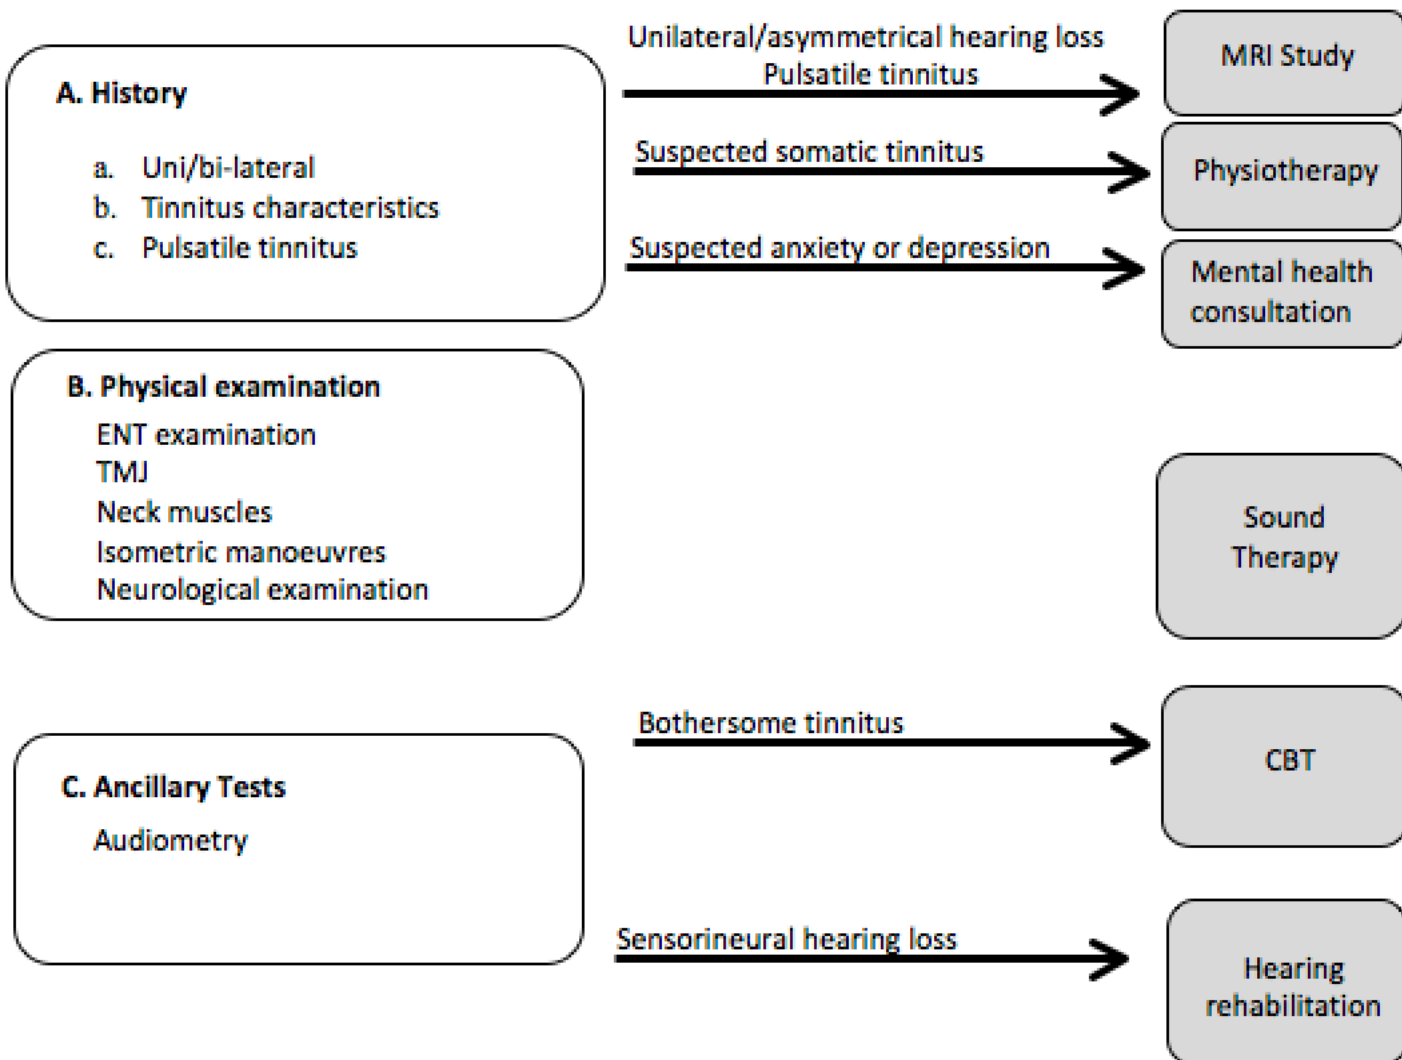 A. History
a. Uni/bi-lateral
b. Tinnitus characteristics
c. Pulsatile tinnitus
Unilateral/asymmetrical hearing loss
Pulsatile tinnitus
MRI Study
Suspected somatic tinnitus
Physiotherapy
Suspected anxiety or depression
Mental health
consultation
B. Physical examination
ENT examination
TMJ
Neck muscles
Isometric manoeuvres
Neurological examination
Sound
Therapy
C. Ancillary Tests
Audiometry
Bothersome tinnitus
CBT
Sensorineural hearing loss
Hearing
rehabilitation